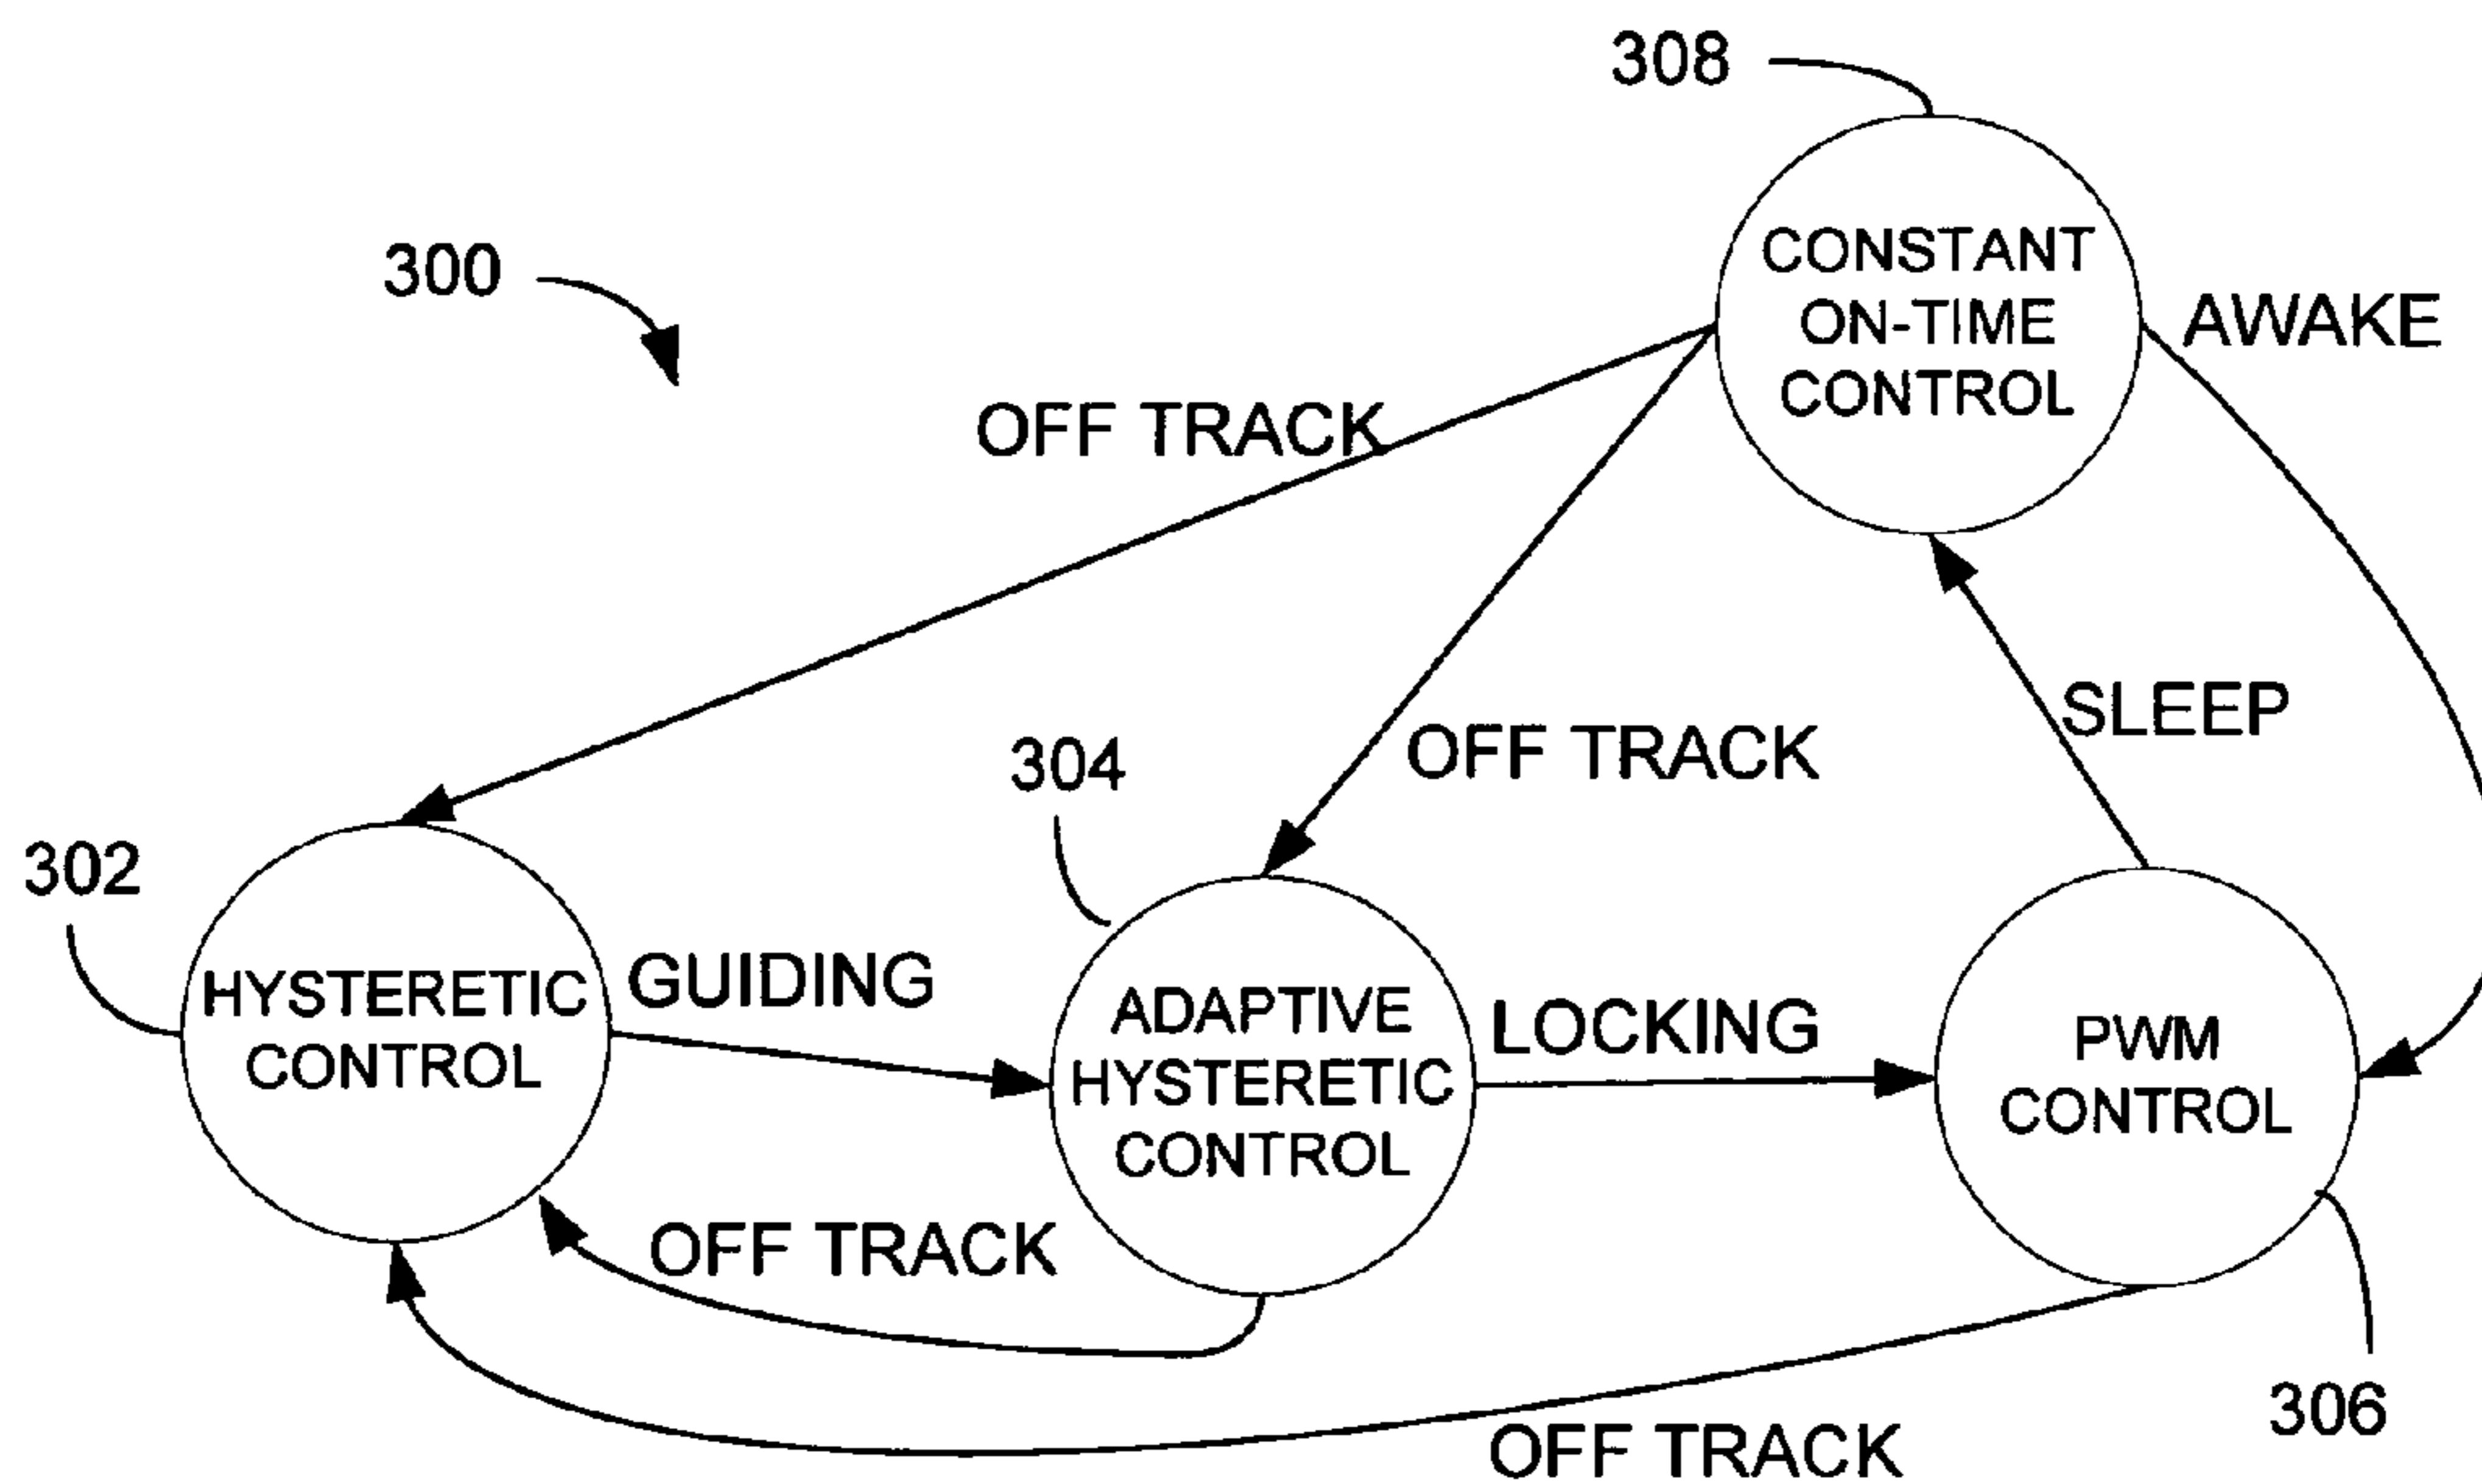 308
300
CONSTANT
ON-TIME
CONTROL
AWAKE
OFF TRACK
SLEEP
OFF TRACK
304
302
HYSTERETIC
CONTROL
GUIDING
ADAPTIVE
HYSTERETIC
CONTROL
LOCKING
PWM
CONTROL
OFF TRACK
306
OFF TRACK